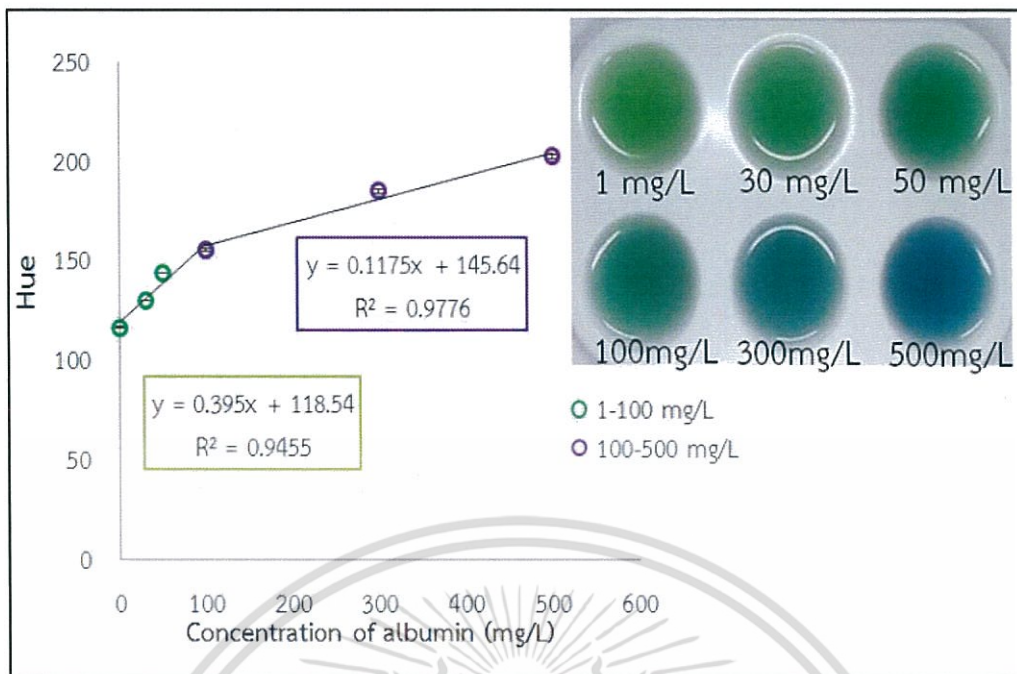 250
200
150
100
50
0
Hue
0 100 200 300 400 500 600
Concentration of albumin (mg/L)
y = 0.1175x + 145.64
R² = 0.9776
y = 0.395x + 118.54
R² = 0.9455
1 mg/L 30 mg/L 50 mg/L
100mg/L 300mg/L 500mg/L
1-100 mg/L
100-500 mg/L